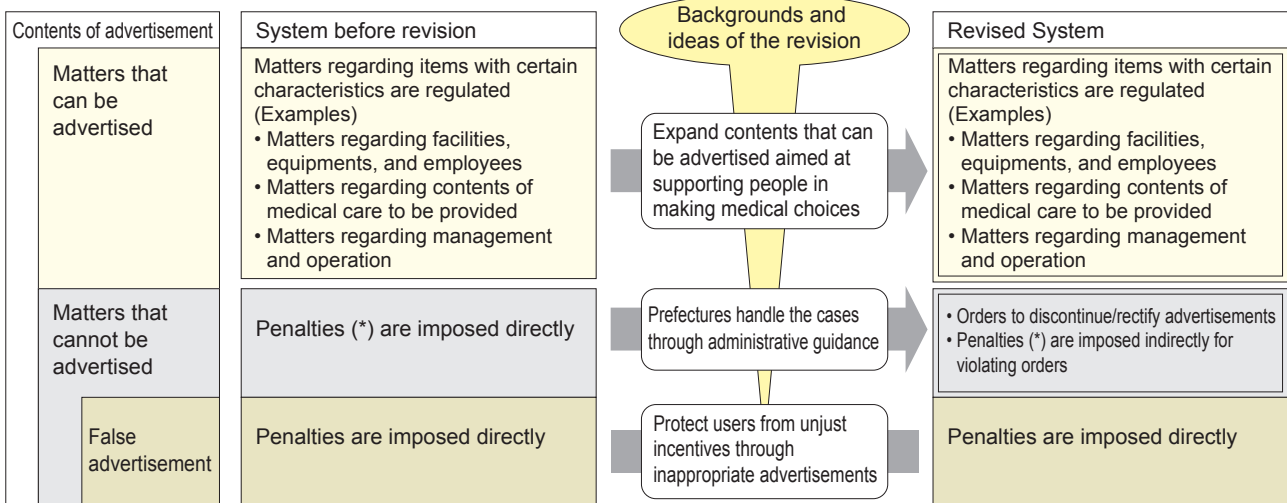 Contents of advertisement
Matters that
can be
advertised
Matters that
cannot be
advertised
False
advertisement
System before revision
Matters regarding items with certain
characteristics are regulated
(Examples)
• Matters regarding facilities,
equipments, and employees
• Matters regarding contents of
medical care to be provided
• Matters regarding management
and operation
Penalties (*) are imposed directly
Penalties are imposed directly
Backgrounds and
ideas of the revision
Expand contents that can
be advertised aimed at
supporting people in
making medical choices
Prefectures handle the cases
through administrative guidance
Protect users from unjust
incentives through
inappropriate advertisements
Revised System
Matters regarding items with certain
characteristics are regulated
(Examples)
• Matters regarding facilities,
equipments, and employees
• Matters regarding contents of
medical care to be provided
• Matters regarding management
and operation
• Orders to discontinue/rectify advertisements
• Penalties (*) are imposed indirectly for
violating orders
Penalties are imposed directly